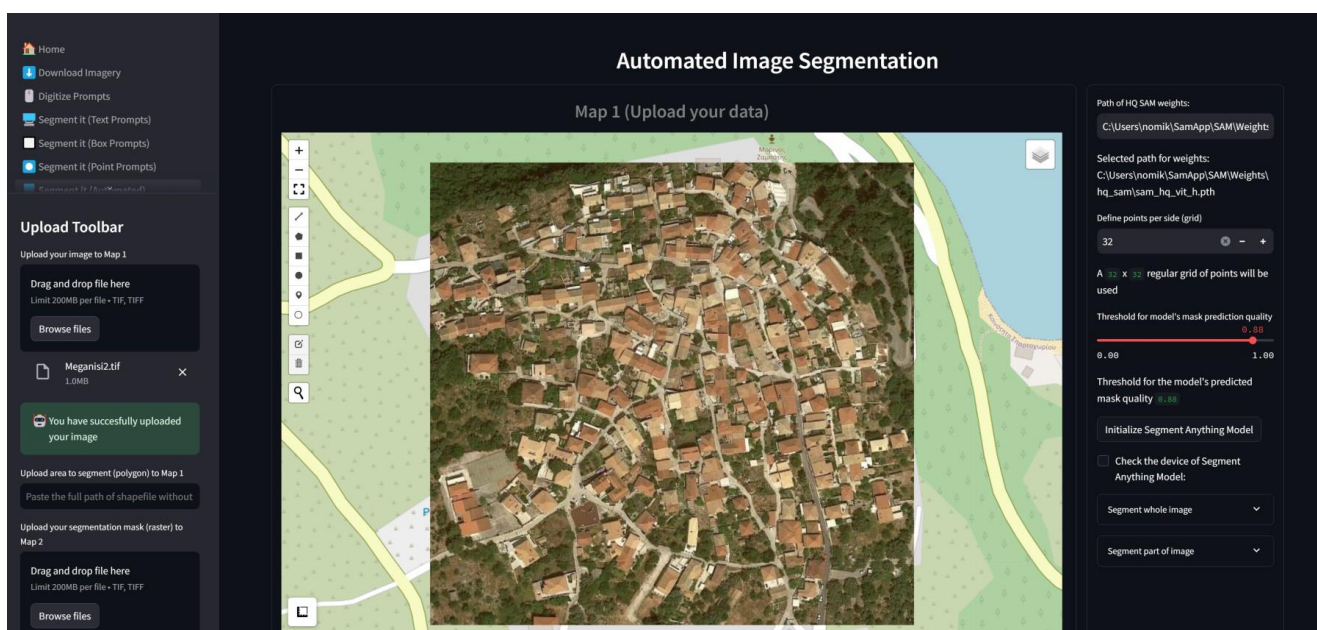 Home
Download Imagery
Digitize Prompts
Segment it (Text Prompts)
Segment it (Box Prompts)
Segment it (Point Prompts)
Segment it (Automated)
Upload Toolbar
Upload your image to Map 1
Drag and drop file here
Limit 200MB per file • TIF, TIFF
Browse files
Meganisi2.tif
1.0MB
You have succesfully uploaded
your image
Upload area to segment (polygon) to Map 1
Paste the full path of shapefile without
Upload your segmentation mask (raster) to
Map 2
Drag and drop file here
Limit 200MB per file • TIF, TIFF
Browse files
Automated Image Segmentation
Map 1 (Upload your data)
P
Path of HQ SAM weights:
C:\Users\nomik\SamApp\SAM\Weights
Selected path for weights:
C:\Users\nomik\SamApp\SAM\Weights\
hq_sam\sam_hq_vit_h.pth
Define points per side (grid)
32
A 32 x 32 regular grid of points will be
used
Threshold for model's mask prediction quality
0.88
0.00 1.00
Threshold for the model's predicted
mask quality 0.88
Initialize Segment Anything Model
Check the device of Segment
Anything Model:
Segment whole image
Segment part of image